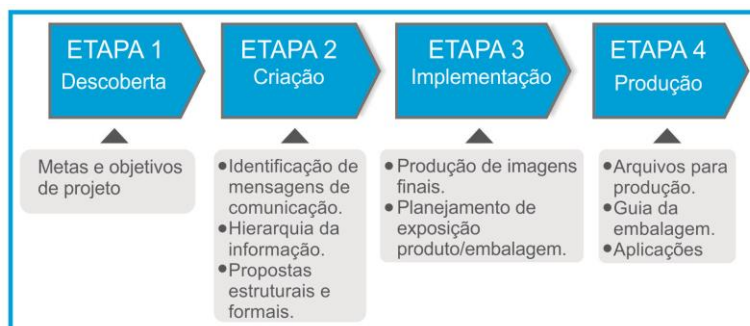 ETAPA 1
Descoberta
ETAPA 2
Criação
ETAPA 3
Implementação
ETAPA 4
Produção
Metas e objetivos
de projeto
●Identificação de
mensagens de
comunicação.
●Hierarquia da
informação.
●Propostas
estruturais e
formais.
●Produção de imagens
finais.
●Planejamento de
exposição
produto/embalagem.
●Arquivos para
produção.
●Guia da
embalagem.
●Aplicações